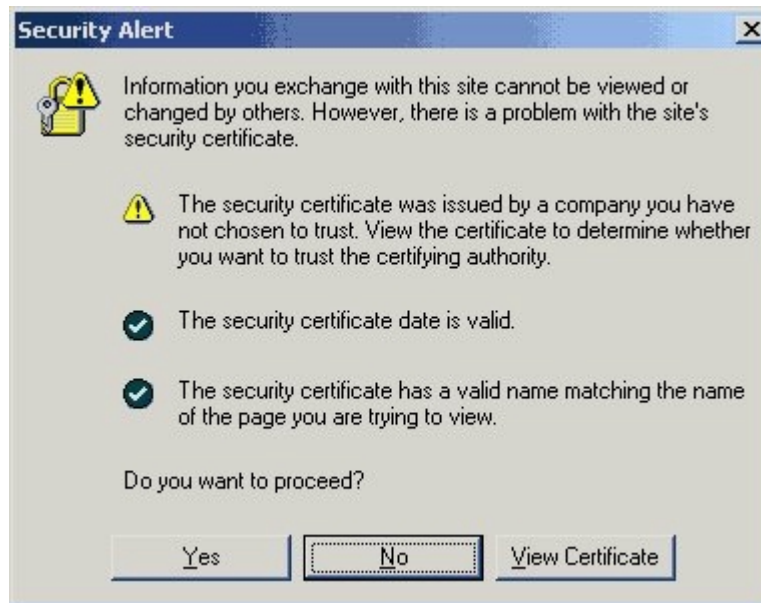 Security Alert
Information you exchange with this site cannot be viewed or
changed by others. However, there is a problem with the site's
security certificate.
The security certificate was issued by a company you have
not chosen to trust. View the certificate to determine whether
you want to trust the certifying authority.
The security certificate date is valid.
The security certificate has a valid name matching the name
of the page you are trying to view.
Do you want to proceed?
Yes No View Certificate